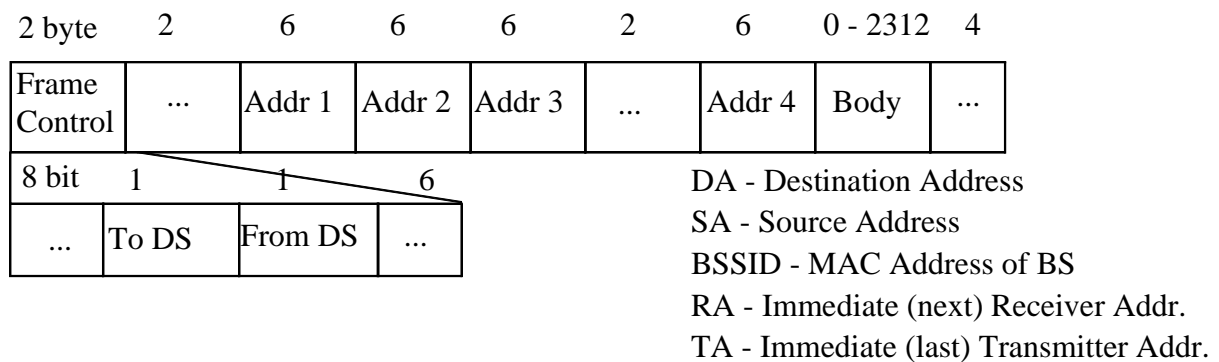 2 byte 2 6 6 6 2 6 0 - 2312 4
Frame Control ... Addr 1 Addr 2 Addr 3 ... Addr 4 Body ...
8 bit 1 1 6
... To DS From DS ...
DA - Destination Address
SA - Source Address
BSSID - MAC Address of BS
RA - Immediate (next) Receiver Addr.
TA - Immediate (last) Transmitter Addr.